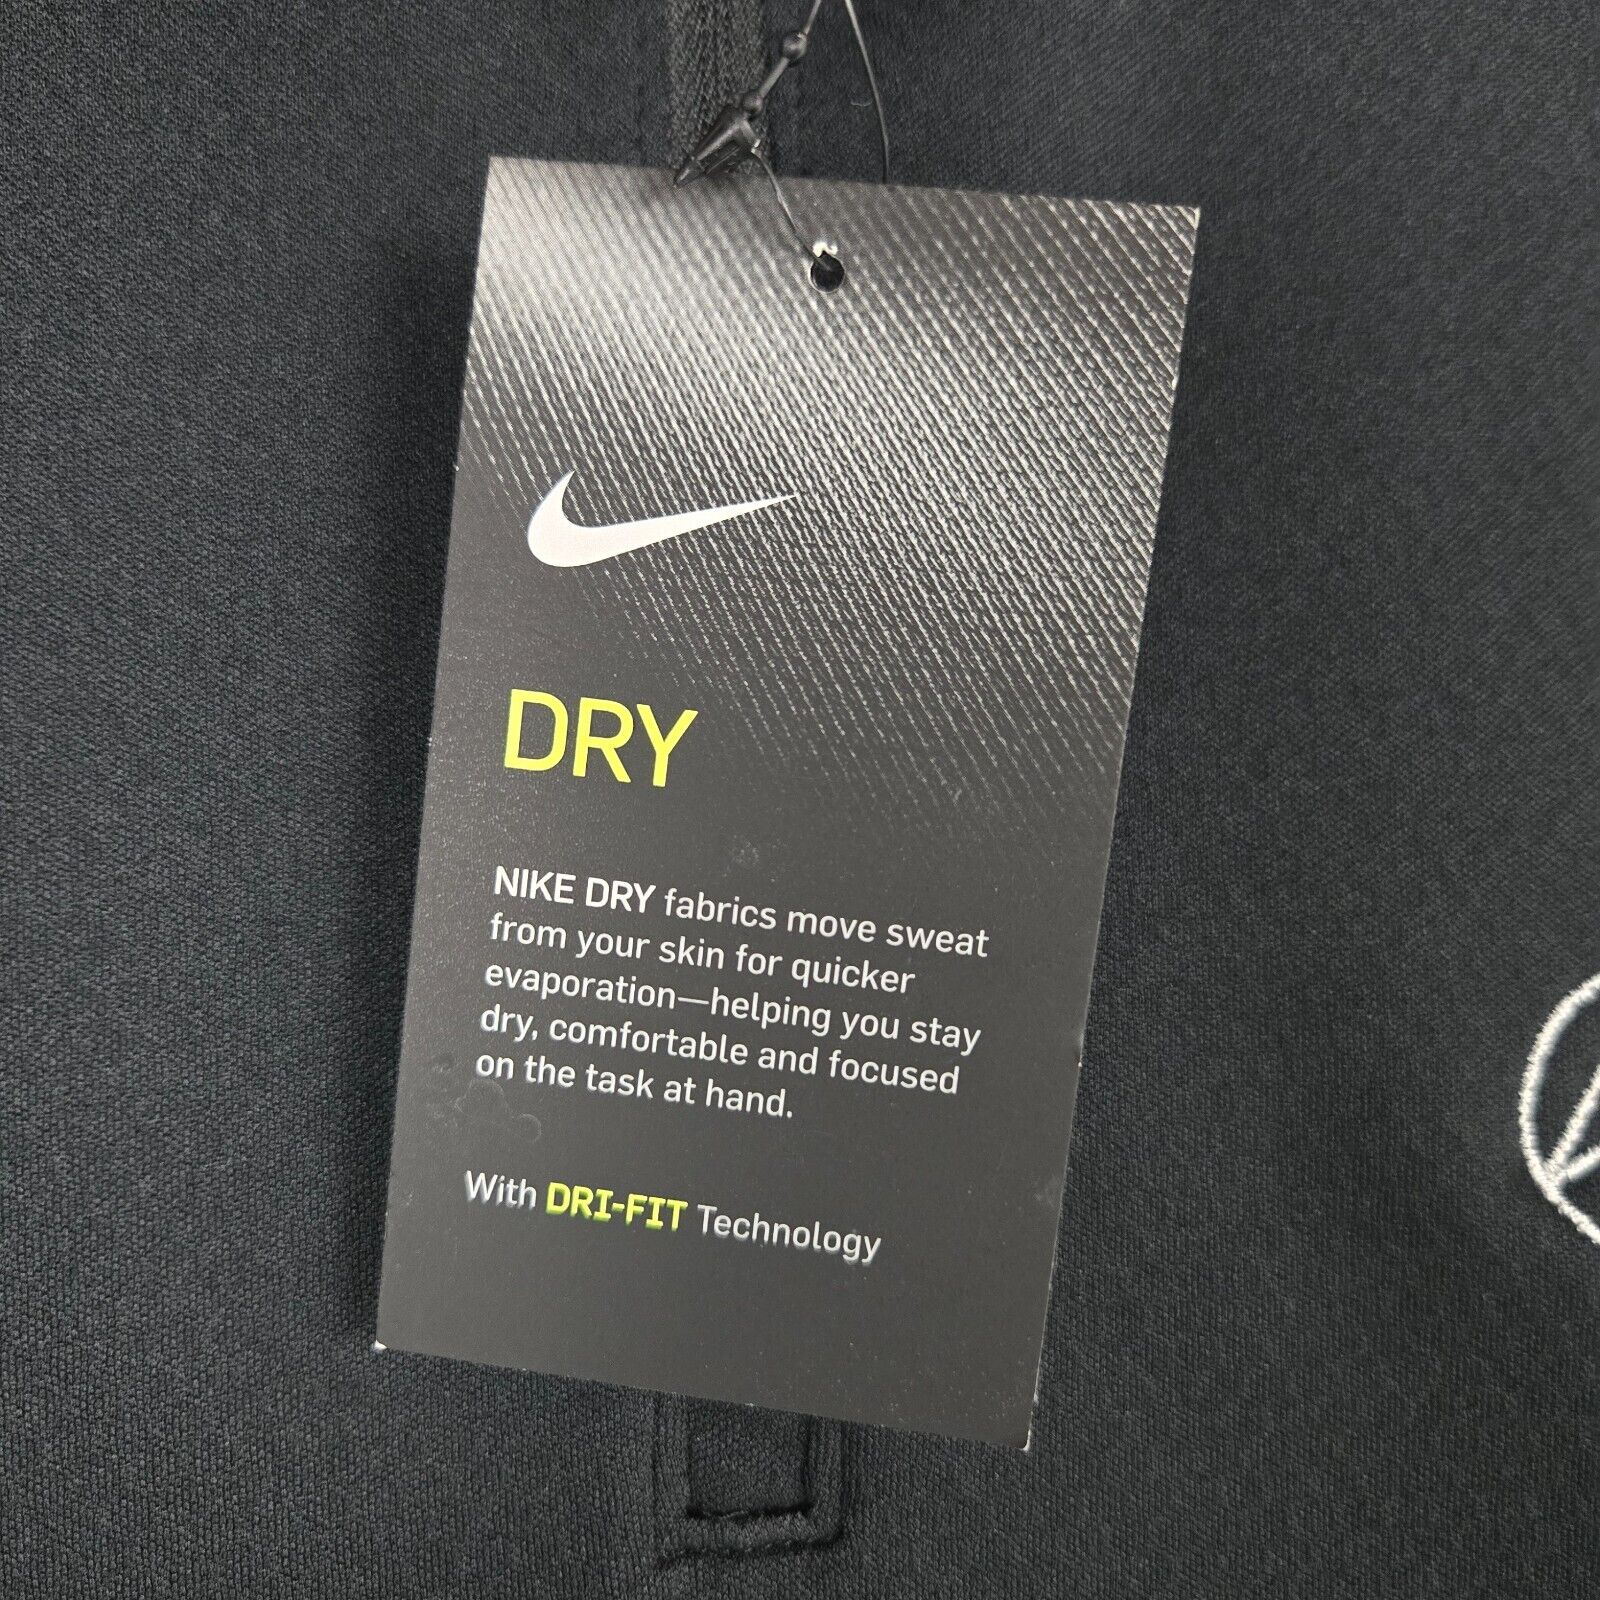 DRY
NIKE DRY fabrics move sweat
from your skin for quicker
evaporation—helping you stay
dry, comfortable and focused
on the task at hand.
With DRI-FIT Technology